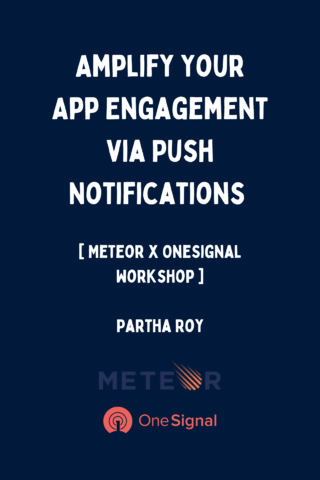 AMPLIFY YOUR
APP ENGAGEMENT
VIA PUSH
NOTIFICATIONS
[ METEOR X ONESIGNAL
WORKSHOP ]
PARTHA ROY
METEOR
OneSignal